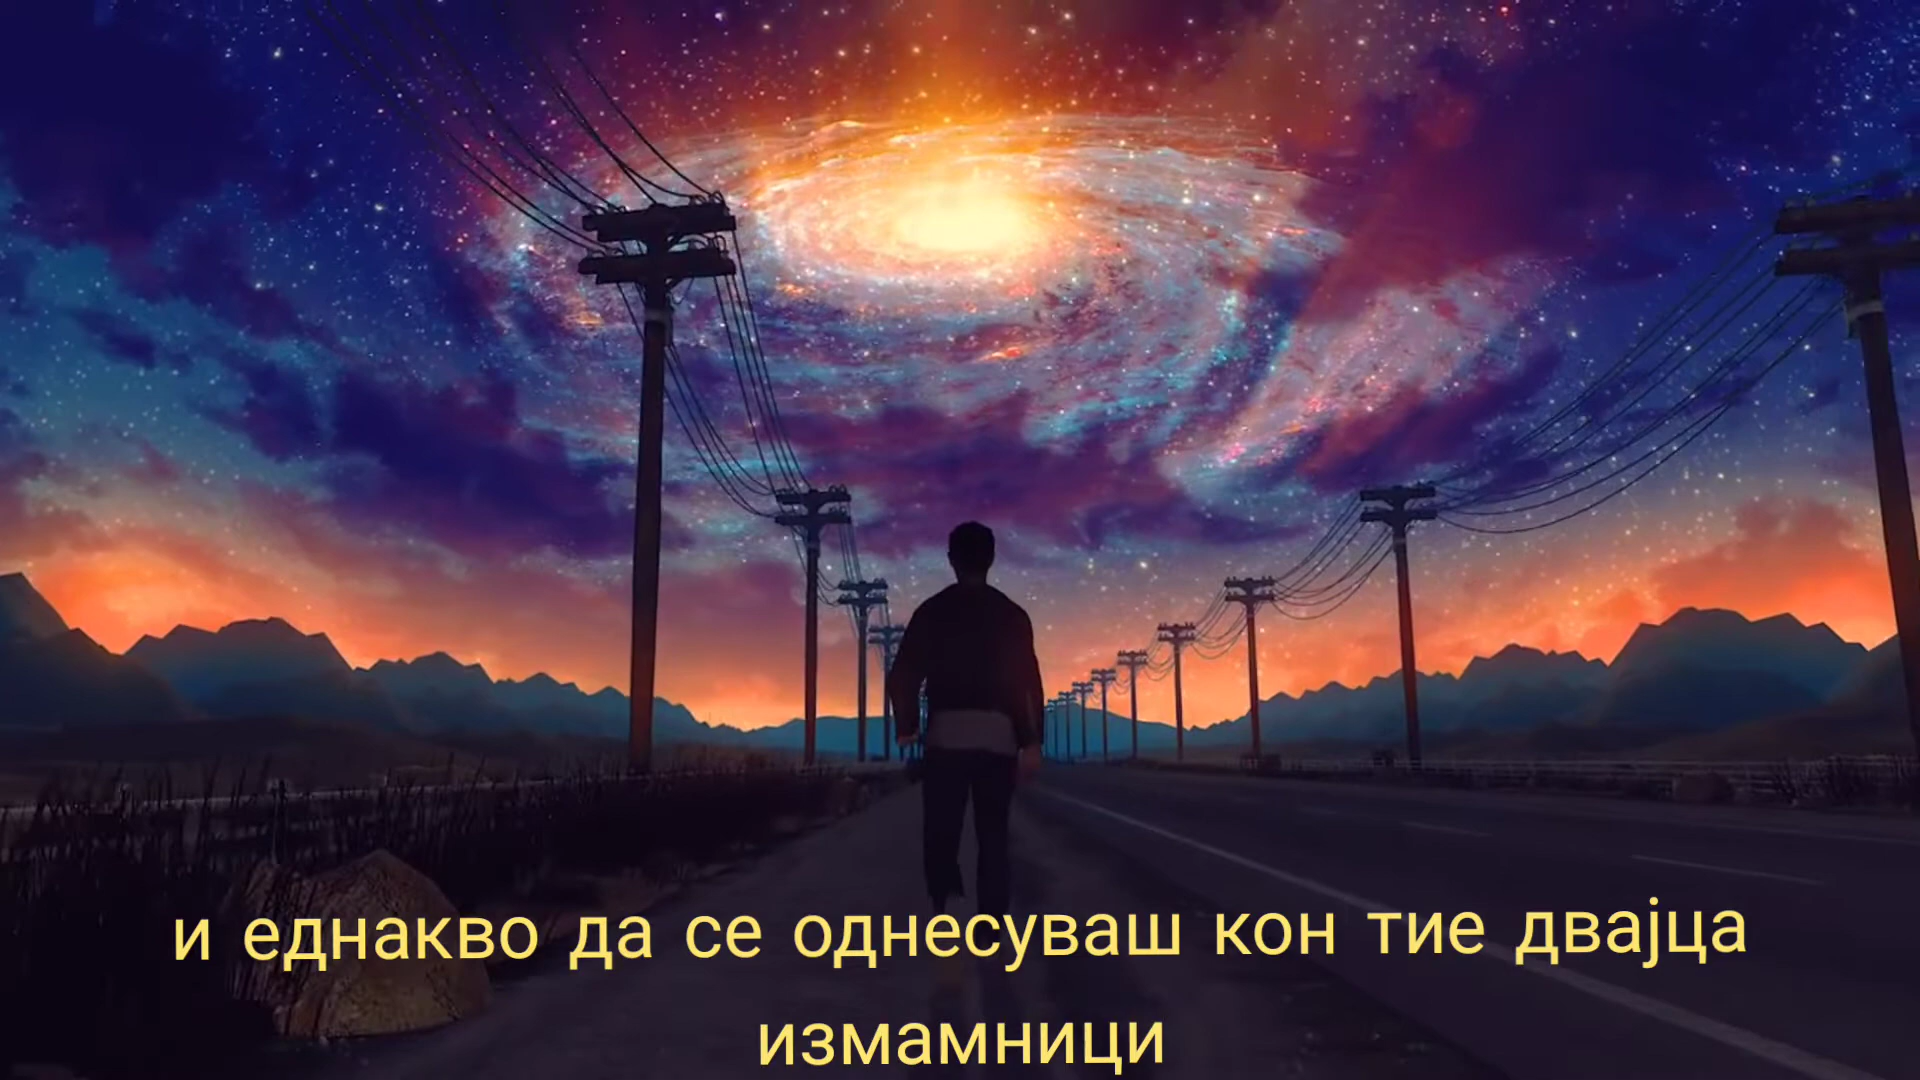 и еднакво да се однесуваш кон тие двајца
измамници